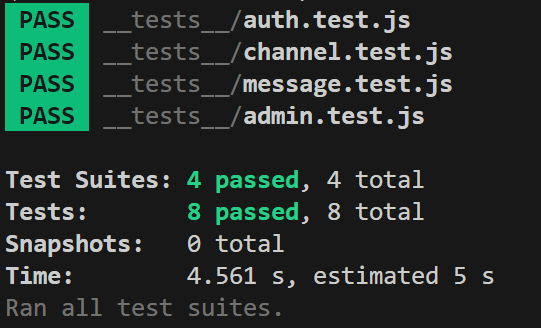 PASS __tests__/auth.test.js
PASS __tests__/channel.test.js
PASS __tests__/message.test.js
PASS __tests__/admin.test.js
Test Suites: 4 passed, 4 total
Tests: 8 passed, 8 total
Snapshots: 0 total
Time: 4.561 s, estimated 5 s
Ran all test suites.